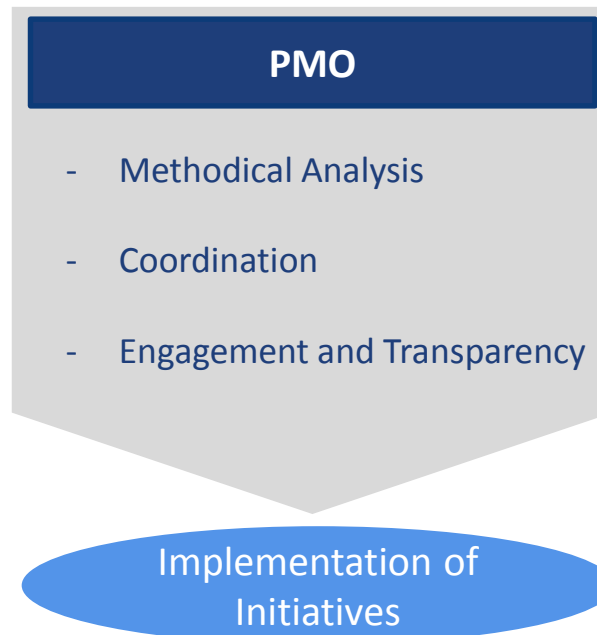 PMO
- Methodical Analysis
- Coordination
- Engagement and Transparency
Implementation of
Initiatives